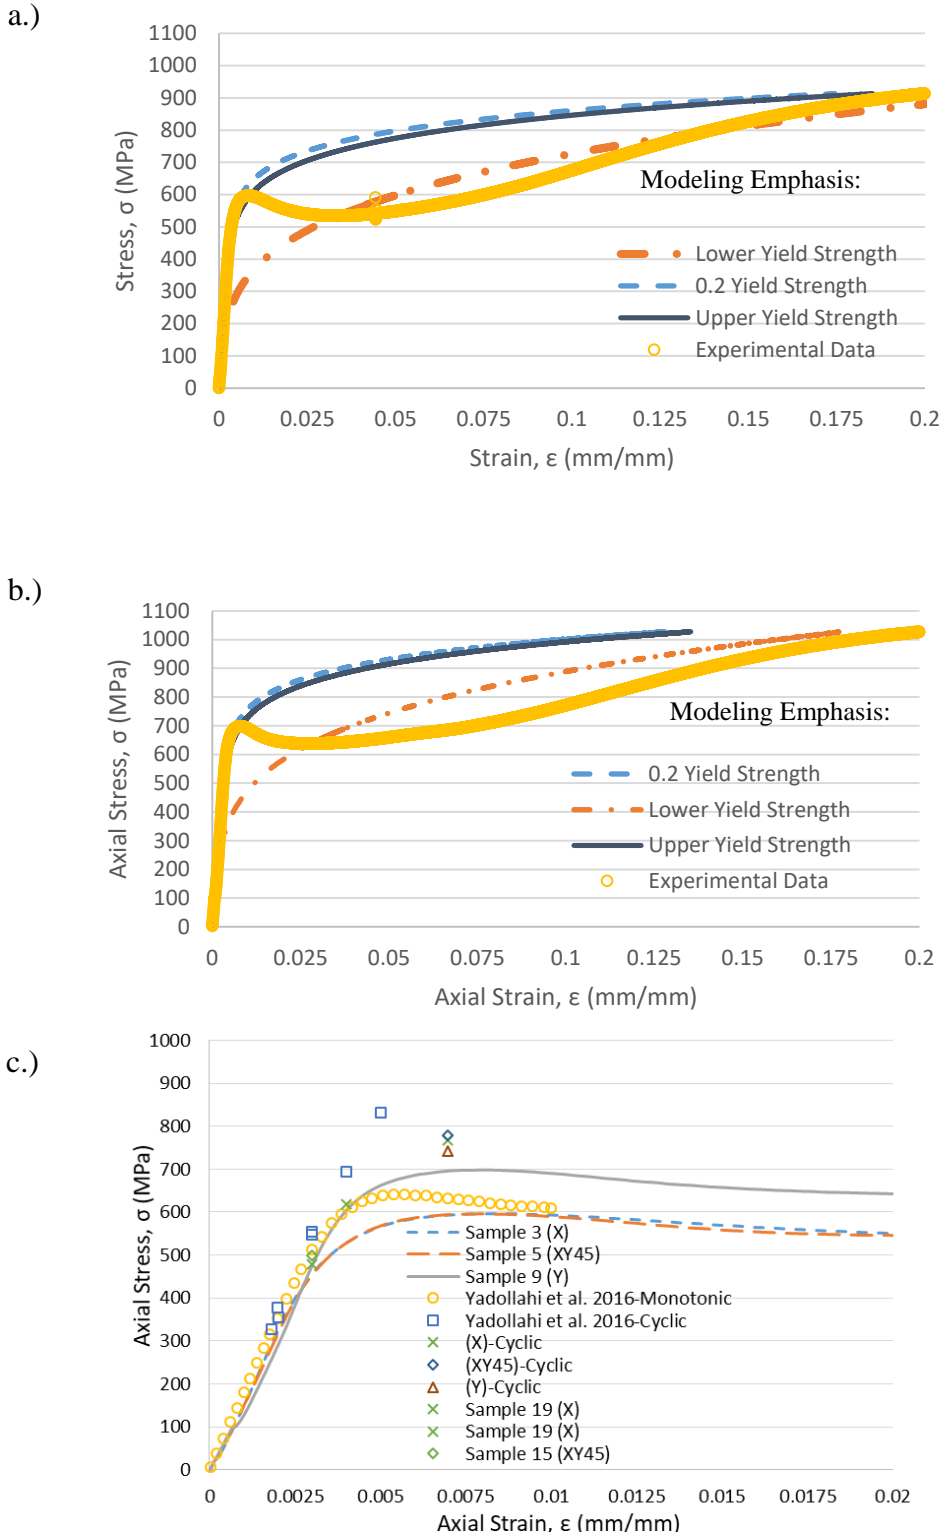 a.)
1100
1000
900
800
700
600
500
400
300
200
100
0
Stress, σ (MPa)
Modeling Emphasis:
Lower Yield Strength
0.2 Yield Strength
Upper Yield Strength
Experimental Data
0 0.025 0.05 0.075 0.1 0.125 0.15 0.175 0.2
Strain, ε (mm/mm)
b.)
1100
1000
900
800
700
600
500
400
300
200
100
0
Axial Stress, σ (MPa)
Modeling Emphasis:
0.2 Yield Strength
Lower Yield Strength
Upper Yield Strength
Experimental Data
0 0.025 0.05 0.075 0.1 0.125 0.15 0.175 0.2
Axial Strain, ε (mm/mm)
c.)
1000
900
800
700
600
500
400
300
200
100
0
Axial Stress, σ (MPa)
Sample 3 (X)
Sample 5 (XY45)
Sample 9 (Y)
Yadollahi et al. 2016-Monotonic
Yadollahi et al. 2016-Cyclic
(X)-Cyclic
(XY45)-Cyclic
(Y)-Cyclic
Sample 19 (X)
Sample 19 (X)
Sample 15 (XY45)
0 0.0025 0.005 0.0075 0.01 0.0125 0.015 0.0175 0.02
Axial Strain, ε (mm/mm)